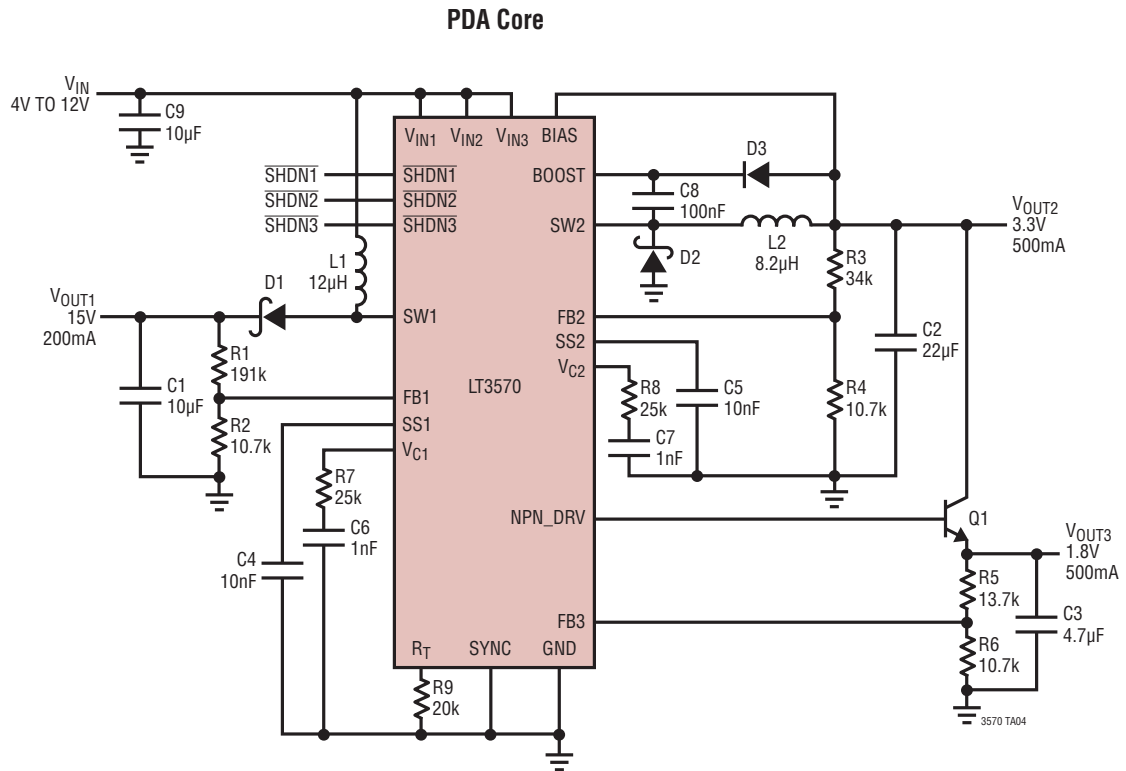 PDA Core
VIN
4V TO 12V
C9
10µF
VIN1
VIN2
VIN3
BIAS
SHDN1
SHDN2
SHDN3
SHDN1
SHDN2
SHDN3
BOOST
SW2
D3
C8
100nF
D2
L2
8.2µH
VOUT2
3.3V
500mA
L1
12µH
D1
VOUT1
15V
200mA
SW1
R1
191k
C1
10µF
R2
10.7k
FB1
SS1
VC1
LT3570
FB2
SS2
VC2
R3
34k
C2
22µF
R8
25k
C5
10nF
R4
10.7k
C7
1nF
R7
25k
C6
1nF
C4
10nF
NPN_DRV
Q1
VOUT3
1.8V
500mA
R5
13.7k
C3
4.7µF
FB3
R6
10.7k
RT
SYNC
GND
R9
20k
3570 TA04